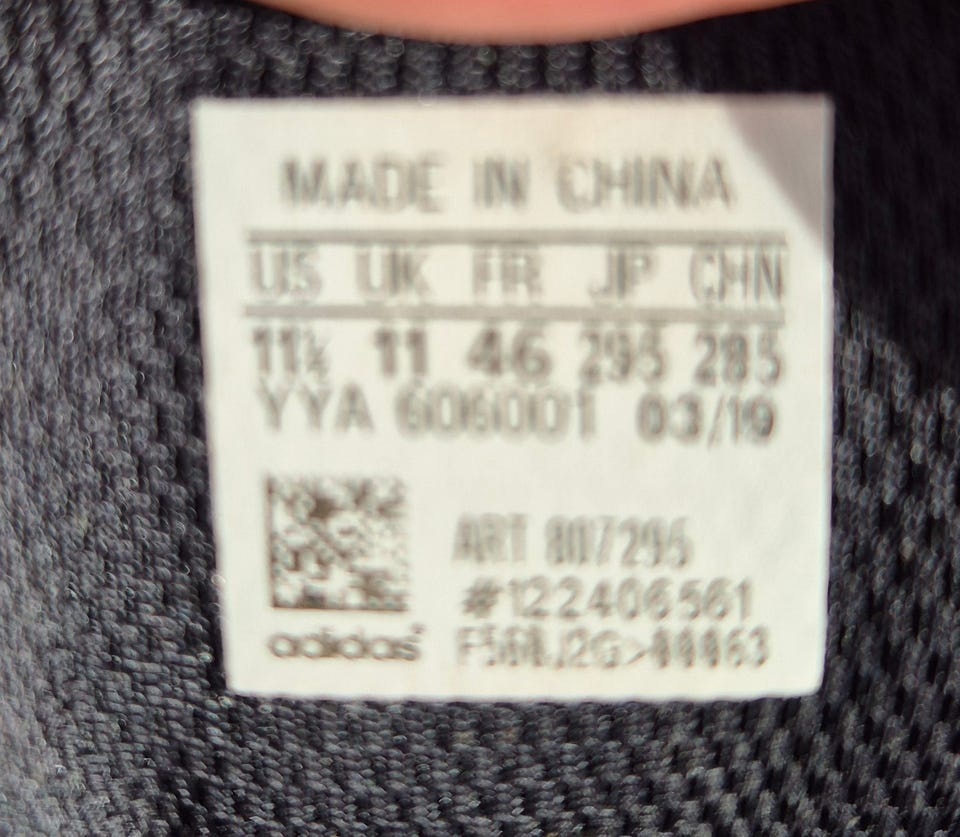 MADE IN CHINA
US UK FR JP CHN
11½ 11 46 295 285
YYA 606001 03/19
ART 807295
#122406561
adidas